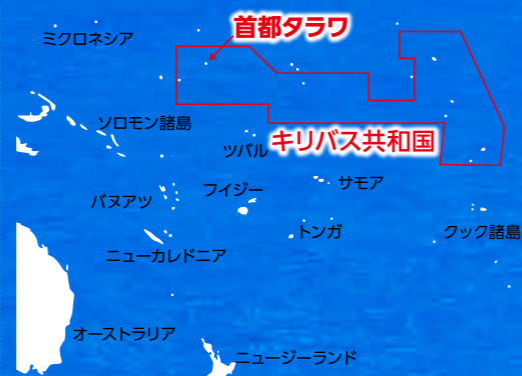 首都タラワ
ミクロネシア
ソロモン諸島
ツバル
キリバス共和国
フィジー
サモア
バヌアツ
トンガ
クック諸島
ニューカレドニア
オーストラリア
ニュージーランド